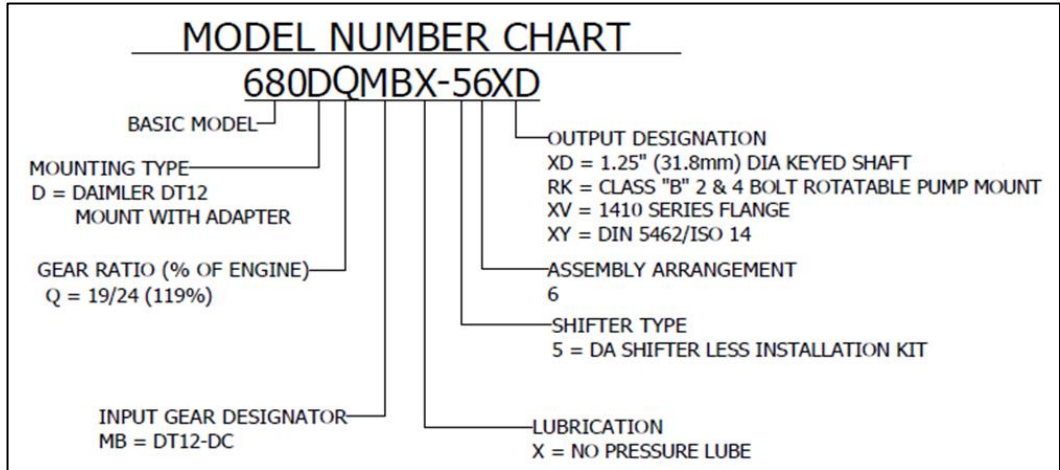 MODEL NUMBER CHART
680DQMBX-56XD
BASIC MODEL
MOUNTING TYPE
D = DAIMLER DT12
MOUNT WITH ADAPTER
GEAR RATIO (% OF ENGINE)
Q = 19/24 (119%)
INPUT GEAR DESIGNATOR
MB = DT12-DC
OUTPUT DESIGNATION
XD = 1.25" (31.8mm) DIA KEYED SHAFT
RK = CLASS "B" 2 & 4 BOLT ROTATABLE PUMP MOUNT
XV = 1410 SERIES FLANGE
XY = DIN 5462/ISO 14
ASSEMBLY ARRANGEMENT
6
SHIFTER TYPE
5 = DA SHIFTER LESS INSTALLATION KIT
LUBRICATION
X = NO PRESSURE LUBE